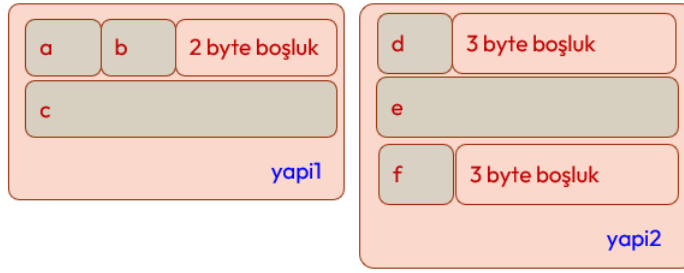 a b 2 byte boşluk
c
yapi1
d 3 byte boşluk
e
f 3 byte boşluk
yapi2